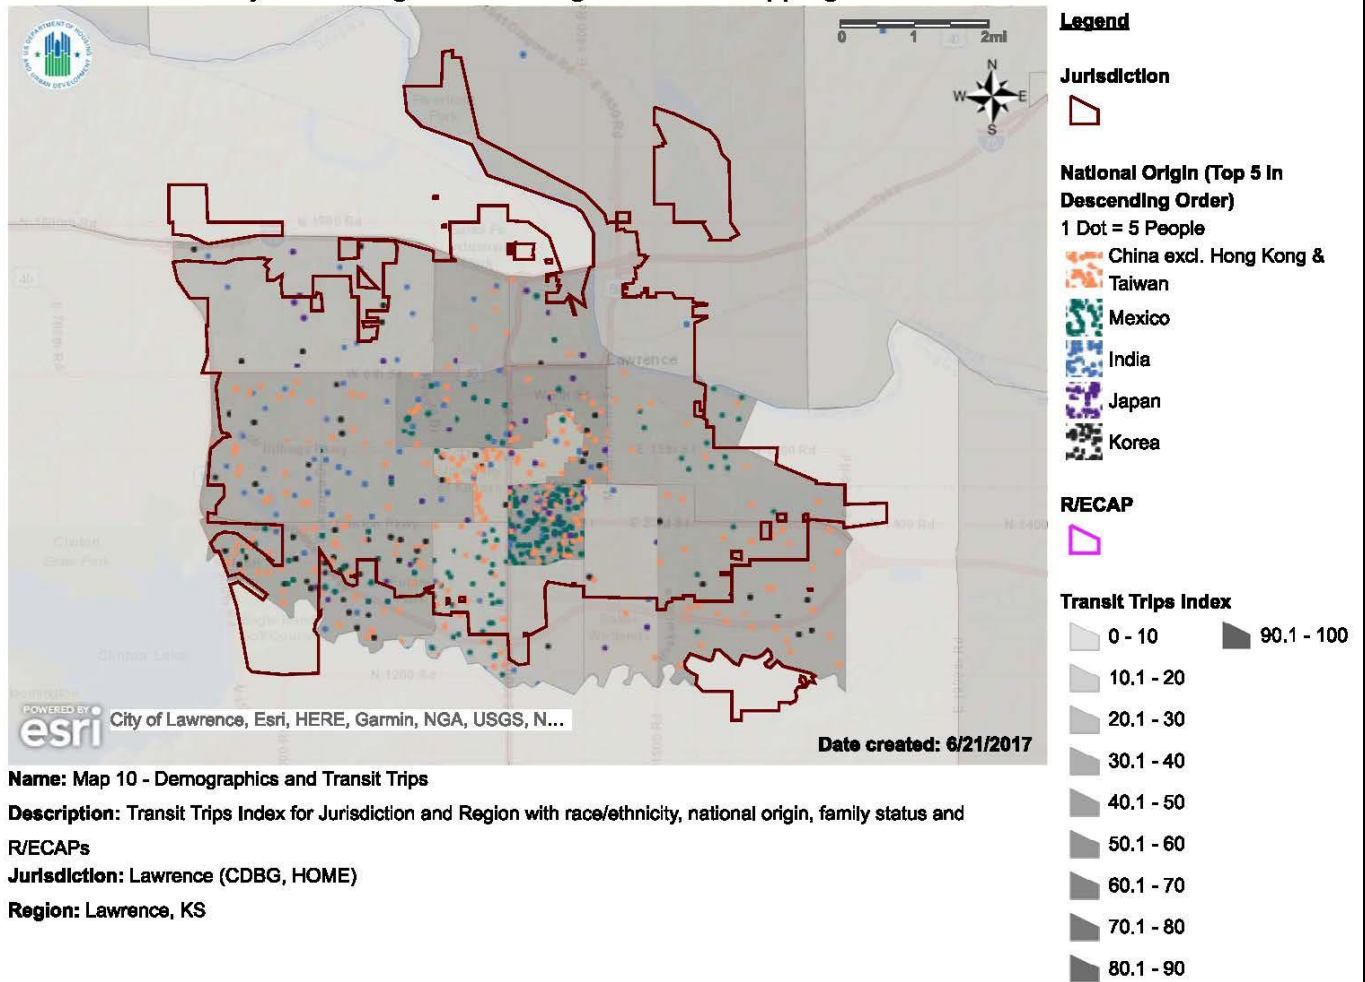 0 1 2mi
N
W E
S
Lawrence
N 1200 Rd
POWERED BY
esri
City of Lawrence, Esri, HERE, Garmin, NGA, USGS, N...
Date created: 6/21/2017
Name: Map 10 - Demographics and Transit Trips
Description: Transit Trips Index for Jurisdiction and Region with race/ethnicity, national origin, family status and
R/ECAPs
Jurisdiction: Lawrence (CDBG, HOME)
Region: Lawrence, KS
Legend
Jurisdiction
National Origin (Top 5 in
Descending Order)
1 Dot = 5 People
China excl. Hong Kong &
Taiwan
Mexico
India
Japan
Korea
R/ECAP
Transit Trips Index
0 - 10
90.1 - 100
10.1 - 20
20.1 - 30
30.1 - 40
40.1 - 50
50.1 - 60
60.1 - 70
70.1 - 80
80.1 - 90